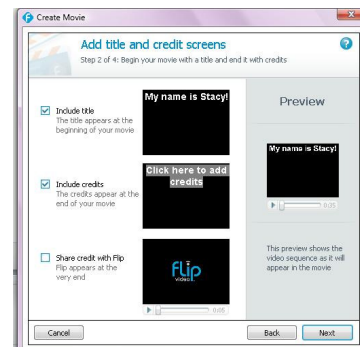 Create Movie
Add title and credit screens
Step 2 of 4: Begin your movie with a title and end it with credits
Include title
The title appears at the
beginning of your movie
My name is Stacy!
Include credits
The credits appear at the
end of your movie
Click here to add
credits
Share credit with Flip
Flip appears at the
very end
flip
video
0:05
Preview
My name is Stacy!
0:35
This preview shows the
video sequence as it will
appear in the movie
Cancel
Back
Next